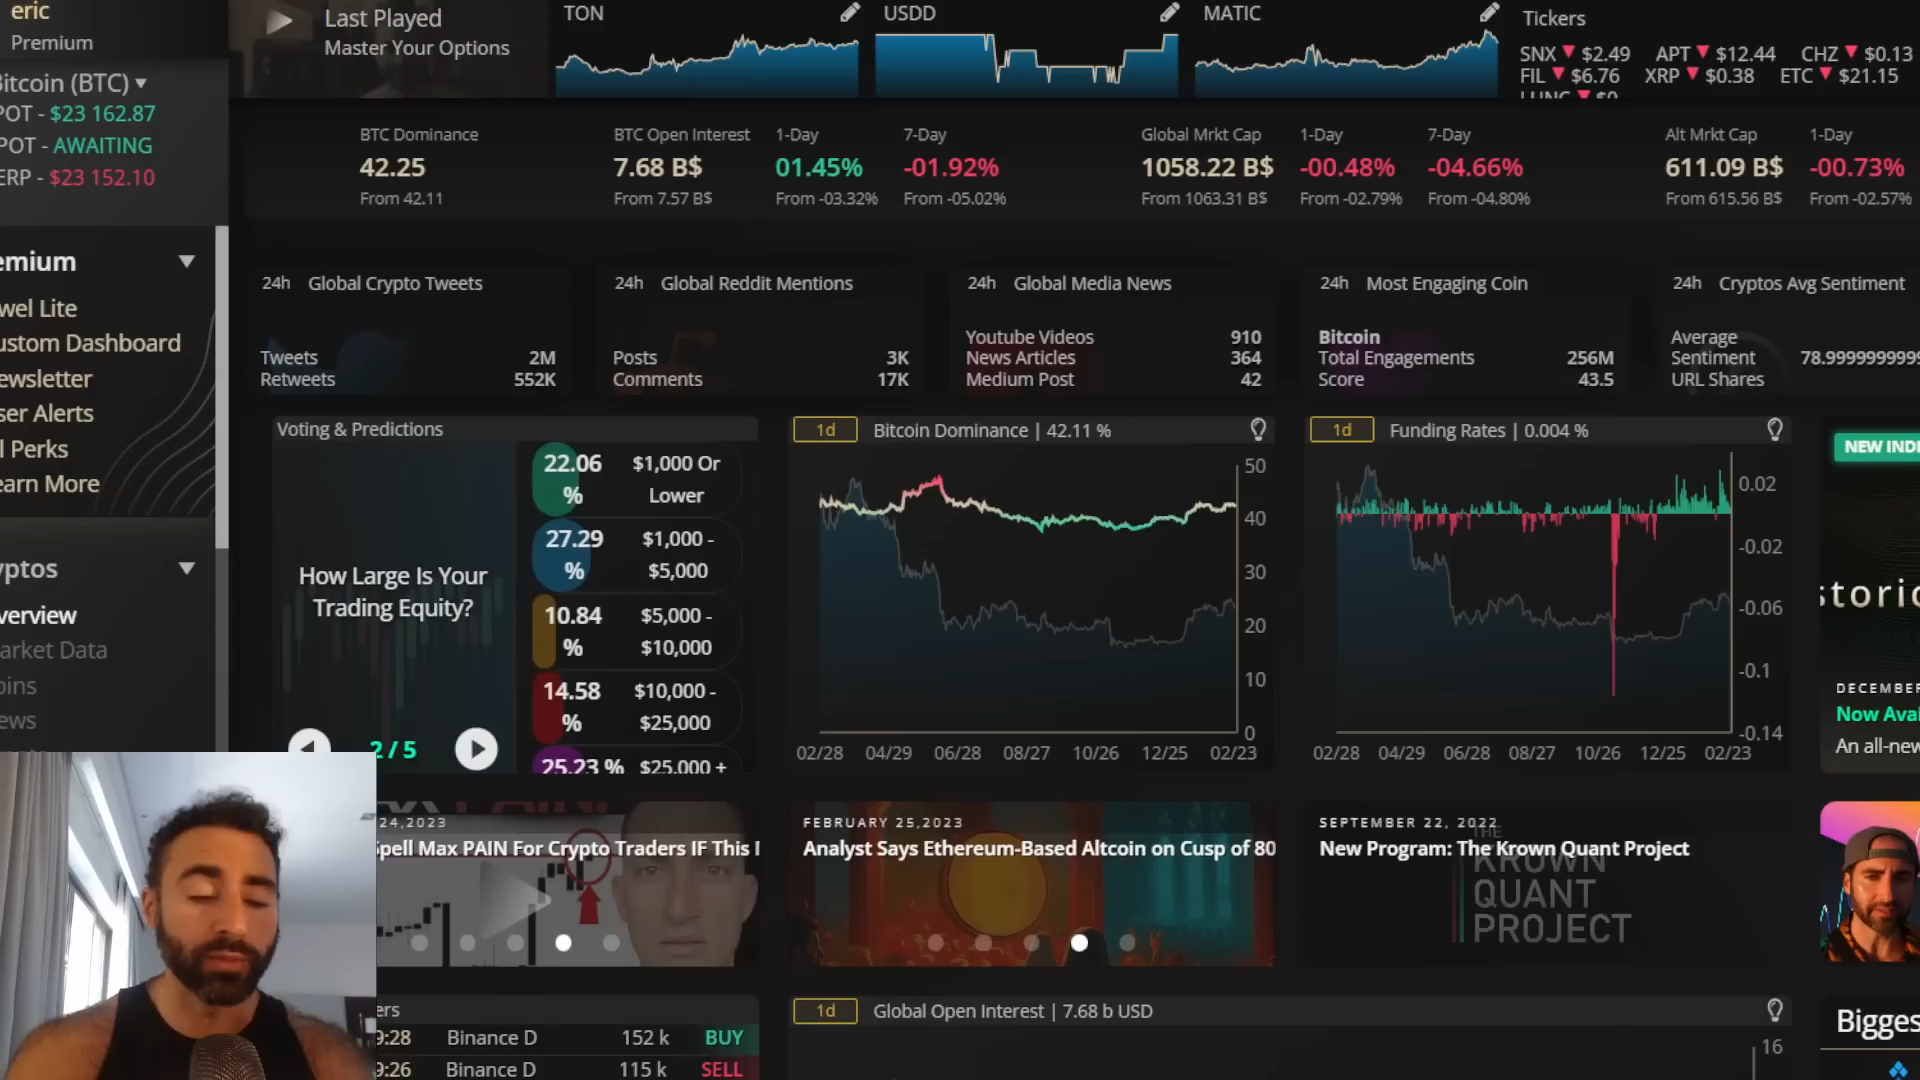 eric
Premium
Bitcoin (BTC) ▼
POT - $23 162.87
POT - AWAITING
ERP - $23 152.10
emium
wel Lite
ustom Dashboard
ewsletter
ser Alerts
l Perks
earn More
yptos
verview
arket Data
oins
ews
Last Played
Master Your Options
TON
USDD
MATIC
Tickers
SNX ▼ $2.49 APT ▼ $12.44 CHZ ▼ $0.13
FIL ▼ $6.76 XRP ▼ $0.38 ETC ▼ $21.15
LUNC ▼ $0
BTC Dominance
42.25
From 42.11
BTC Open Interest 1-Day 7-Day
7.68 B$ 01.45% -01.92%
From 7.57 B$ From -03.32% From -05.02%
Global Mrkt Cap 1-Day 7-Day
1058.22 B$ -00.48% -04.66%
From 1063.31 B$ From -02.79% From -04.80%
Alt Mrkt Cap 1-Day
611.09 B$ -00.73%
From 615.56 B$ From -02.57%
24h Global Crypto Tweets
Tweets 2M
Retweets 552K
24h Global Reddit Mentions
Posts 3K
Comments 17K
24h Global Media News
Youtube Videos 910
News Articles 364
Medium Post 42
24h Most Engaging Coin
Bitcoin
Total Engagements 256M
Score 43.5
24h Cryptos Avg Sentiment
Average
Sentiment 78.9999999999
URL Shares
Voting & Predictions
How Large Is Your
Trading Equity?
2 / 5
22.06 % $1,000 Or Lower
27.29 % $1,000 - $5,000
10.84 % $5,000 - $10,000
14.58 % $10,000 - $25,000
25.23 % $25,000 +
1d Bitcoin Dominance | 42.11 %
50
40
30
20
10
0
02/28 04/29 06/28 08/27 10/26 12/25 02/23
1d Funding Rates | 0.004 %
0.02
-0.02
-0.06
-0.1
-0.14
02/28 04/29 06/28 08/27 10/26 12/25 02/23
NEW INDI
storic
DECEMBER
Now Avai
An all-new
24,2023
Spell Max PAIN For Crypto Traders IF This
FEBRUARY 25,2023
Analyst Says Ethereum-Based Altcoin on Cusp of 80
SEPTEMBER 22, 2022
New Program: The Krown Quant Project
THE
KROWN
QUANT
PROJECT
ers
9:28 Binance D 152 k BUY
9:26 Binance D 115 k SELL
1d Global Open Interest | 7.68 b USD
16
Bigges